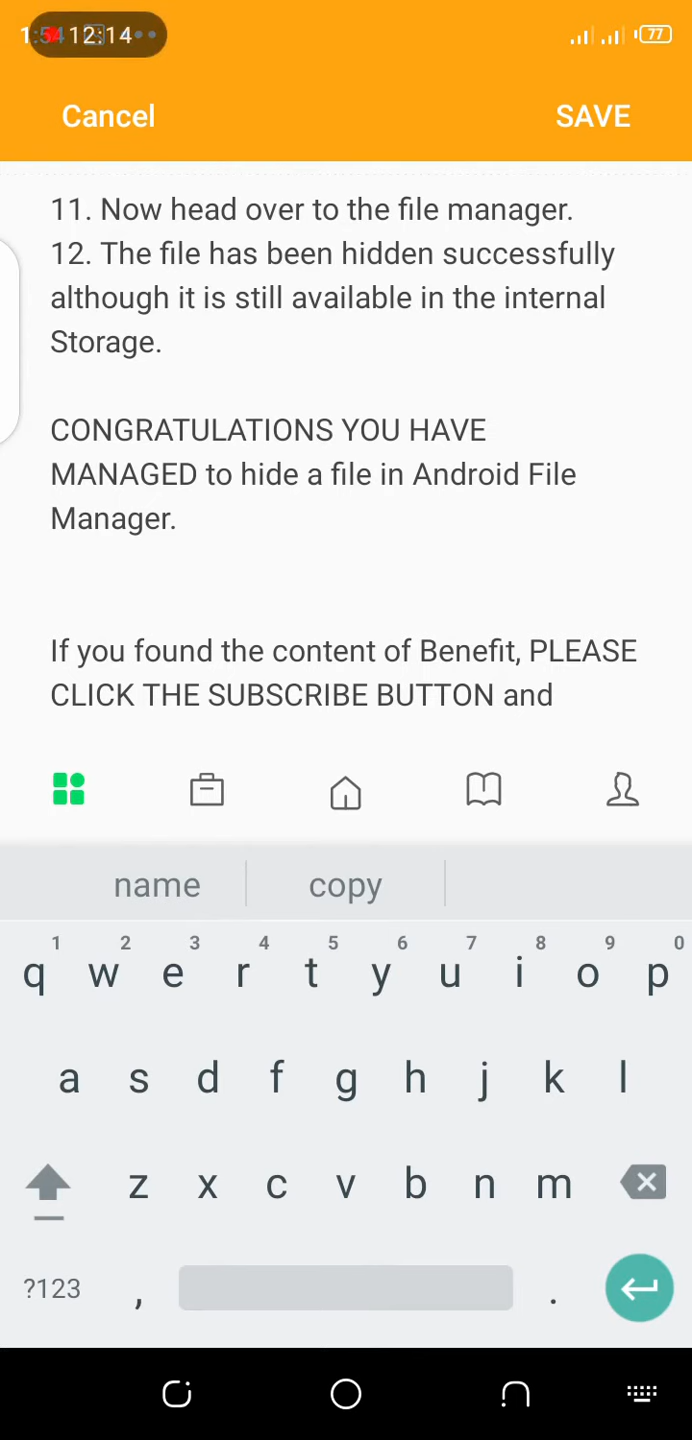 1:54 12:14
77
Cancel
SAVE
11. Now head over to the file manager.
12. The file has been hidden successfully
although it is still available in the internal
Storage.
CONGRATULATIONS YOU HAVE
MANAGED to hide a file in Android File
Manager.
If you found the content of Benefit, PLEASE
CLICK THE SUBSCRIBE BUTTON and
name copy
1 2 3 4 5 6 7 8 9 0
q w e r t y u i o p
a s d f g h j k l
z x c v b n m
?123 , .